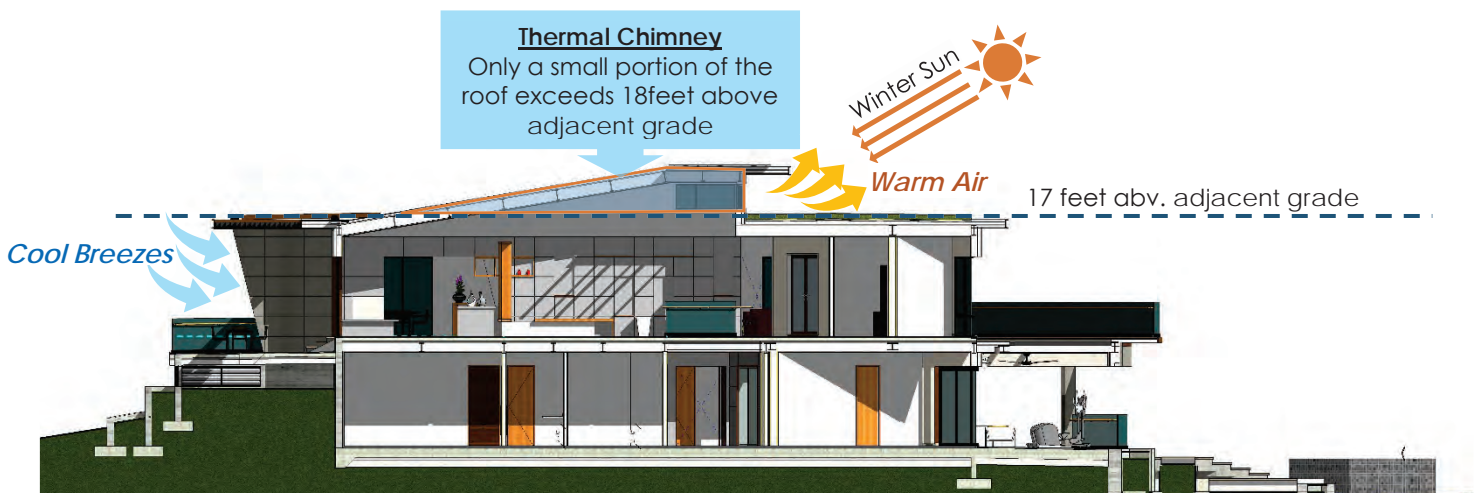 Thermal Chimney
Only a small portion of the
roof exceeds 18feet above
adjacent grade
Winter Sun
Warm Air
17 feet abv. adjacent grade
Cool Breezes